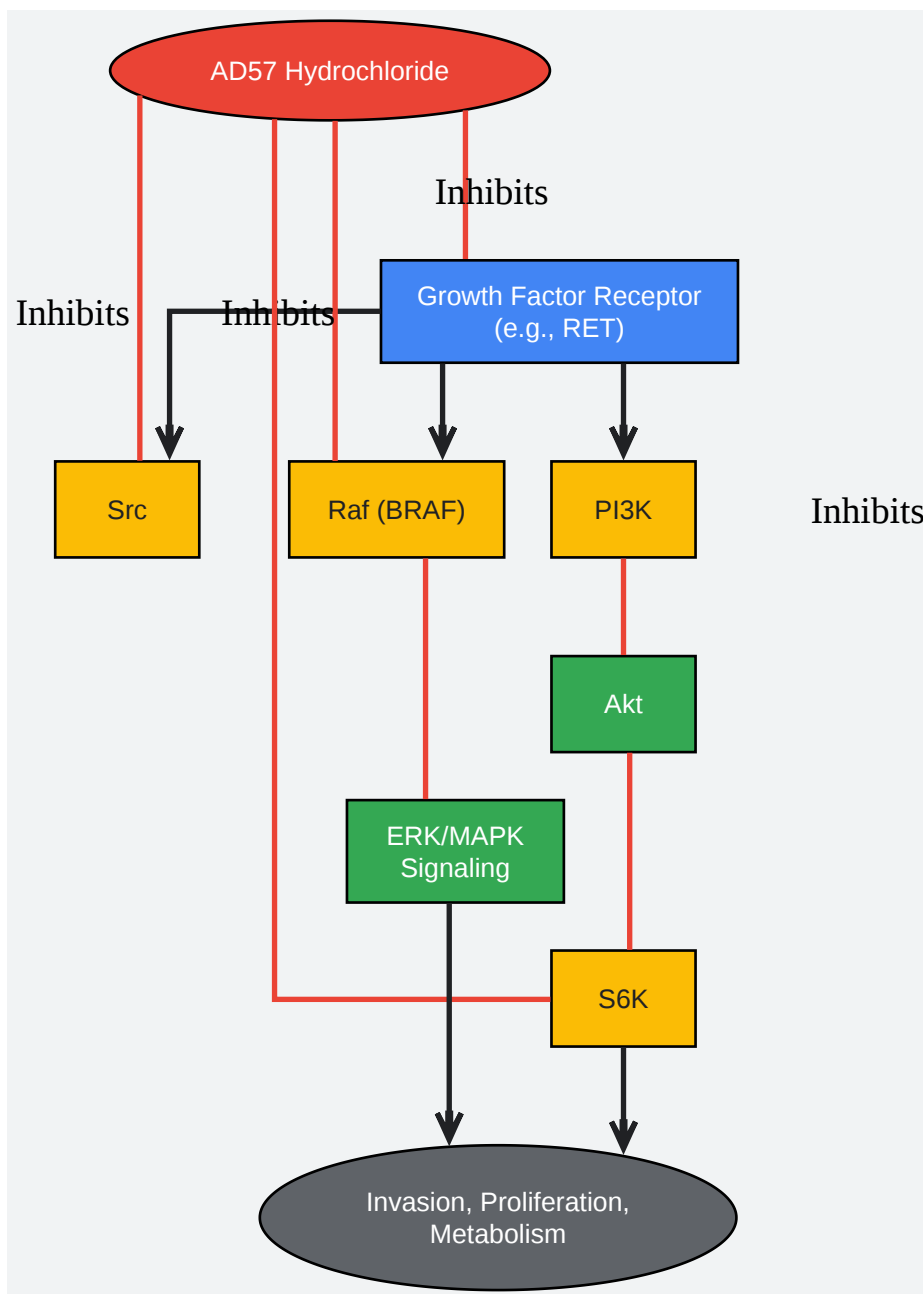 AD57 Hydrochloride
Inhibits
Growth Factor Receptor
(e.g., RET)
Inhibits
Inhibits
Src
Raf (BRAF)
PI3K
Inhibits
Akt
ERK/MAPK
Signaling
S6K
Invasion, Proliferation,
Metabolism